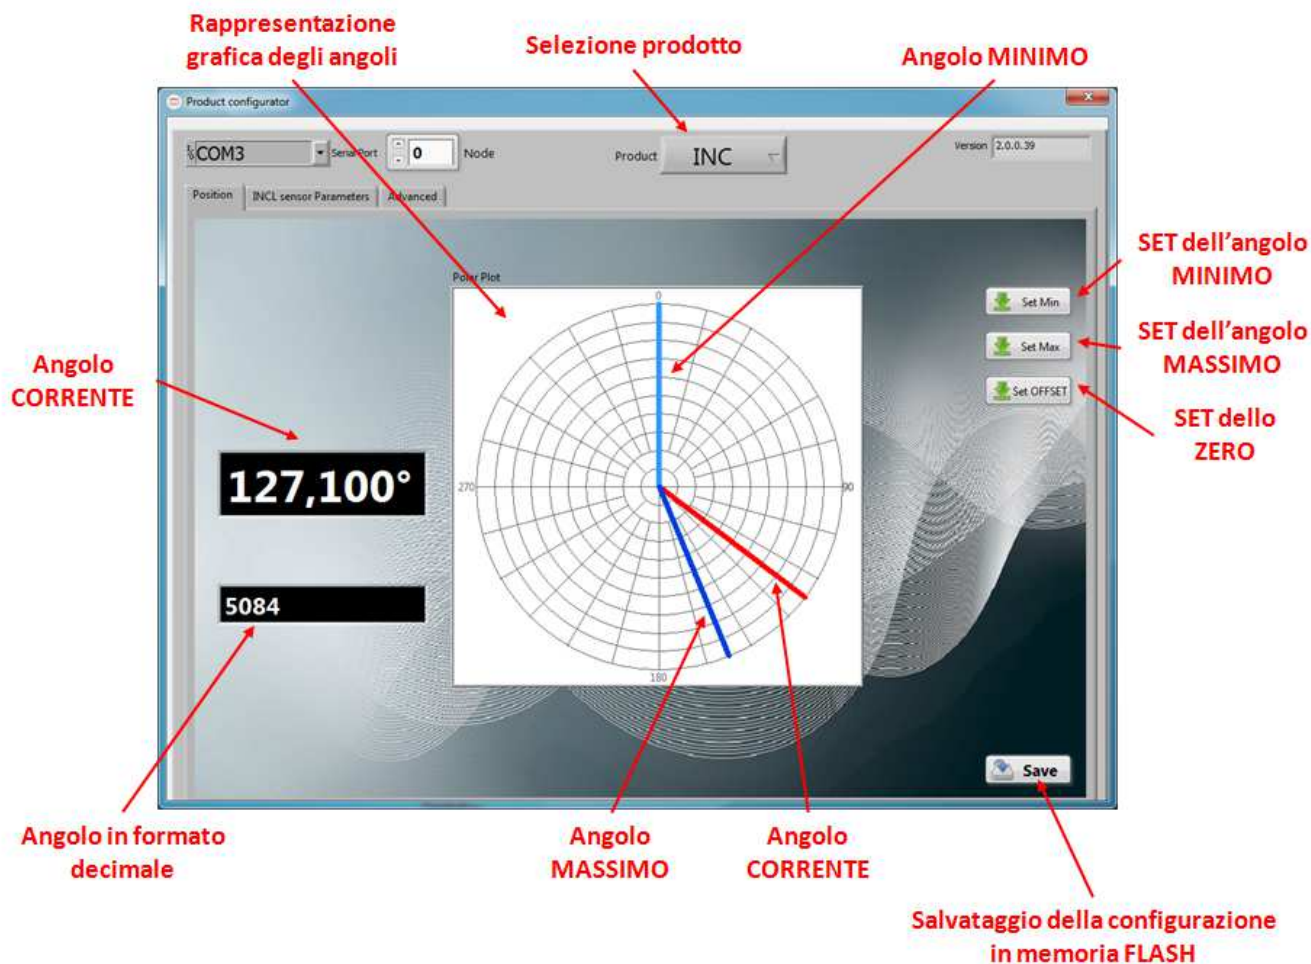 Rappresentazione
grafica degli angoli
Selezione prodotto
Angolo MINIMO
Product configurator
COM3
Serial Port
0
Node
Product
INC
Version
2.0.0.39
Position
INCL sensor Parameters
Advanced
Polar Plot
0
90
180
270
Set Min
Set Max
Set OFFSET
SET dell'angolo
MINIMO
SET dell'angolo
MASSIMO
SET dello
ZERO
Angolo
CORRENTE
127,100°
5084
Save
Angolo in formato
decimale
Angolo
MASSIMO
Angolo
CORRENTE
Salvataggio della configurazione
in memoria FLASH